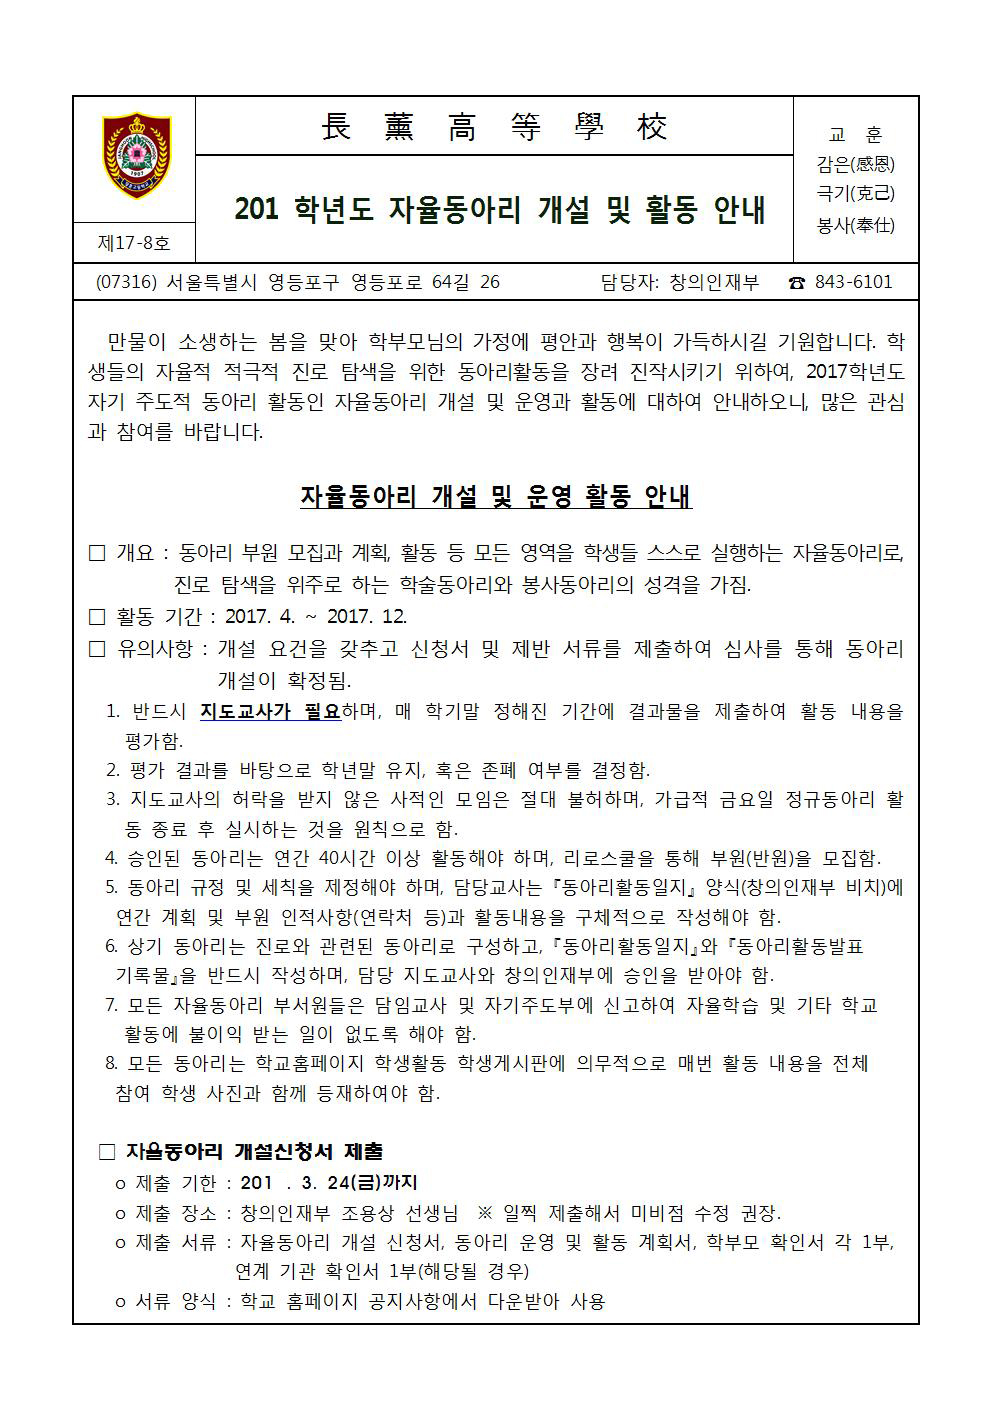 長 薰 高 等 學 校
201 학년도 자율동아리 개설 및 활동 안내
제17-8호
교 훈
감은(感恩)
극기(克己)
봉사(奉仕)
1907
(07316) 서울특별시 영등포구 영등포로 64길 26 담당자: 창의인재부 ☎ 843-6101
만물이 소생하는 봄을 맞아 학부모님의 가정에 평안과 행복이 가득하시길 기원합니다. 학
생들의 자율적 적극적 진로 탐색을 위한 동아리활동을 장려 진작시키기 위하여, 2017학년도
자기 주도적 동아리 활동인 자율동아리 개설 및 운영과 활동에 대하여 안내하오니, 많은 관심
과 참여를 바랍니다.
자율동아리 개설 및 운영 활동 안내
□ 개요 : 동아리 부원 모집과 계획, 활동 등 모든 영역을 학생들 스스로 실행하는 자율동아리로,
진로 탐색을 위주로 하는 학술동아리와 봉사동아리의 성격을 가짐.
□ 활동 기간 : 2017. 4. ~ 2017. 12.
□ 유의사항 : 개설 요건을 갖추고 신청서 및 제반 서류를 제출하여 심사를 통해 동아리
개설이 확정됨.
1. 반드시 지도교사가 필요하며, 매 학기말 정해진 기간에 결과물을 제출하여 활동 내용을
평가함.
2. 평가 결과를 바탕으로 학년말 유지, 혹은 존폐 여부를 결정함.
3. 지도교사의 허락을 받지 않은 사적인 모임은 절대 불허하며, 가급적 금요일 정규동아리 활
동 종료 후 실시하는 것을 원칙으로 함.
4. 승인된 동아리는 연간 40시간 이상 활동해야 하며, 리로스쿨을 통해 부원(반원)을 모집함.
5. 동아리 규정 및 세칙을 제정해야 하며, 담당교사는 『동아리활동일지』 양식(창의인재부 비치)에
연간 계획 및 부원 인적사항(연락처 등)과 활동내용을 구체적으로 작성해야 함.
6. 상기 동아리는 진로와 관련된 동아리로 구성하고, 『동아리활동일지』와 『동아리활동발표
기록물』을 반드시 작성하며, 담당 지도교사와 창의인재부에 승인을 받아야 함.
7. 모든 자율동아리 부서원들은 담임교사 및 자기주도부에 신고하여 자율학습 및 기타 학교
활동에 불이익 받는 일이 없도록 해야 함.
8. 모든 동아리는 학교홈페이지 학생활동 학생게시판에 의무적으로 매번 활동 내용을 전체
참여 학생 사진과 함께 등재하여야 함.
□ 자율동아리 개설신청서 제출
o 제출 기한 : 201 . 3. 24(금)까지
o 제출 장소 : 창의인재부 조용상 선생님 ※ 일찍 제출해서 미비점 수정 권장.
o 제출 서류 : 자율동아리 개설 신청서, 동아리 운영 및 활동 계획서, 학부모 확인서 각 1부,
연계 기관 확인서 1부(해당될 경우)
o 서류 양식 : 학교 홈페이지 공지사항에서 다운받아 사용